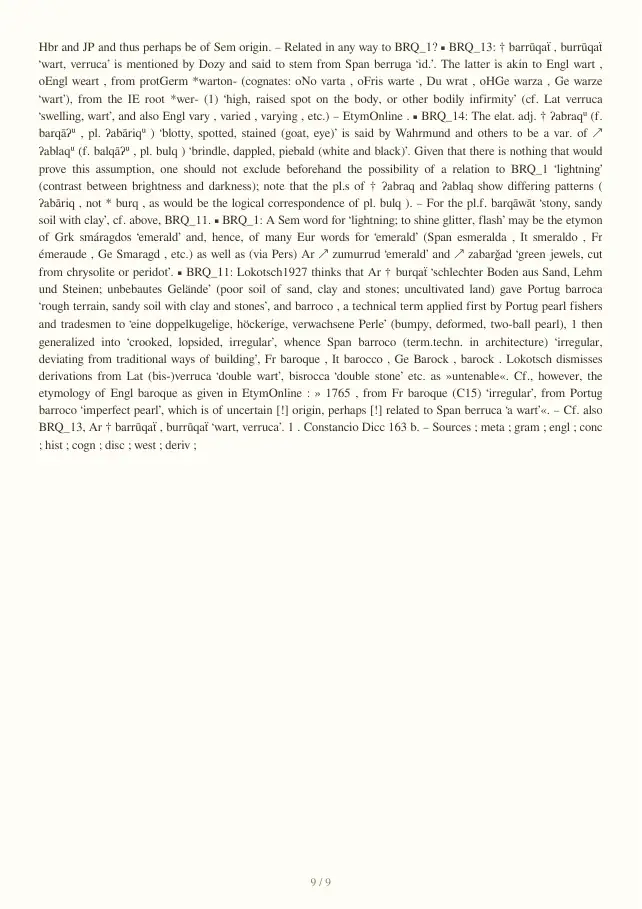 Hbr and JP and thus perhaps be of Sem origin. – Related in any way to BRQ_1? ▪ BRQ_13: † barrūqaẗ , burrūqaẗ
‘wart, verruca’ is mentioned by Dozy and said to stem from Span berruga ‘id.’. The latter is akin to Engl wart ,
oEngl weart , from protGerm *warton- (cognates: oNo varta , oFris warte , Du wrat , oHGe warza , Ge warze
‘wart’), from the IE root *wer- (1) ‘high, raised spot on the body, or other bodily infirmity’ (cf. Lat verruca
‘swelling, wart’, and also Engl vary , varied , varying , etc.) – EtymOnline . ▪ BRQ_14: The elat. adj. † ʔabraqᵘ (f.
barqāʔᵘ , pl. ʔabāriqᵘ ) ‘blotty, spotted, stained (goat, eye)’ is said by Wahrmund and others to be a var. of ↗
ʔablaqᵘ (f. balqāʔᵘ , pl. bulq ) ‘brindle, dappled, piebald (white and black)’. Given that there is nothing that would
prove this assumption, one should not exclude beforehand the possibility of a relation to BRQ_1 ‘lightning’
(contrast between brightness and darkness); note that the pl.s of † ʔabraq and ʔablaq show differing patterns (
ʔabāriq , not * burq , as would be the logical correspondence of pl. bulq ). – For the pl.f. barqāwāt ‘stony, sandy
soil with clay’, cf. above, BRQ_11. ▪ BRQ_1: A Sem word for ‘lightning; to shine glitter, flash’ may be the etymon
of Grk smáragdos ‘emerald’ and, hence, of many Eur words for ‘emerald’ (Span esmeralda , It smeraldo , Fr
émeraude , Ge Smaragd , etc.) as well as (via Pers) Ar ↗ zumurrud ‘emerald’ and ↗ zabarǧad ‘green jewels, cut
from chrysolite or peridot’. ▪ BRQ_11: Lokotsch1927 thinks that Ar † burqaẗ ‘schlechter Boden aus Sand, Lehm
und Steinen; unbebautes Gelände’ (poor soil of sand, clay and stones; uncultivated land) gave Portug barroca
‘rough terrain, sandy soil with clay and stones’, and barroco , a technical term applied first by Portug pearl fishers
and tradesmen to ‘eine doppelkugelige, höckerige, verwachsene Perle’ (bumpy, deformed, two-ball pearl), 1 then
generalized into ‘crooked, lopsided, irregular’, whence Span barroco (term.techn. in architecture) ‘irregular,
deviating from traditional ways of building’, Fr baroque , It barocco , Ge Barock , barock . Lokotsch dismisses
derivations from Lat (bis-)verruca ‘double wart’, bisrocca ‘double stone’ etc. as »untenable«. Cf., however, the
etymology of Engl baroque as given in EtymOnline : » 1765 , from Fr baroque (C15) ‘irregular’, from Portug
barroco ‘imperfect pearl’, which is of uncertain [!] origin, perhaps [!] related to Span berruca ‘a wart’«. – Cf. also
BRQ_13, Ar † barrūqaẗ , burrūqaẗ ‘wart, verruca’. 1 . Constancio Dicc 163 b. – Sources ; meta ; gram ; engl ; conc
; hist ; cogn ; disc ; west ; deriv ;
9 / 9